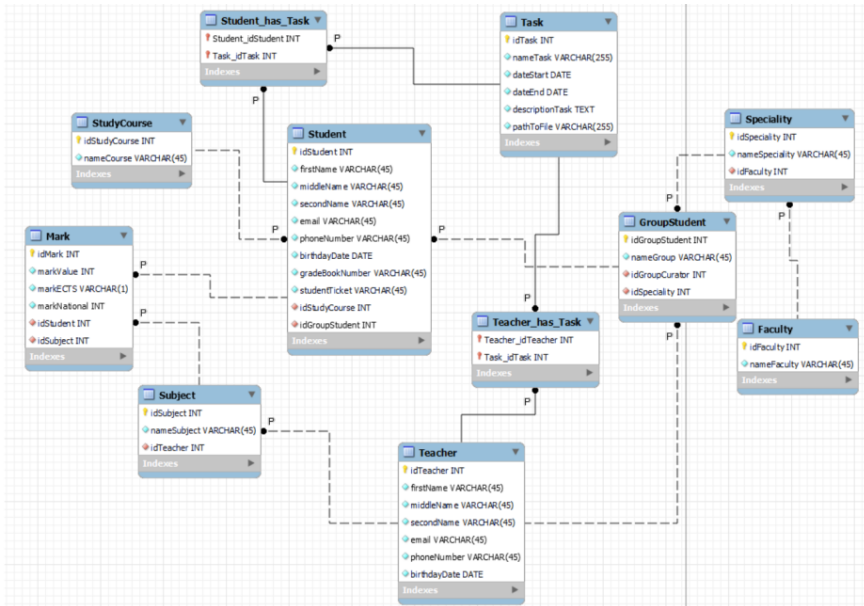 Student_has_Task
Student_idStudent INT
Task_idTask INT
Indexes
P
P
Task
idTask INT
nameTask VARCHAR(255)
dateStart DATE
dateEnd DATE
descriptionTask TEXT
pathToFile VARCHAR(255)
Indexes
StudyCourse
idStudyCourse INT
nameCourse VARCHAR(45)
Indexes
Student
idStudent INT
firstName VARCHAR(45)
middleName VARCHAR(45)
secondName VARCHAR(45)
email VARCHAR(45)
phoneNumber VARCHAR(45)
birthdayDate DATE
gradeBookNumber VARCHAR(45)
studentTicket VARCHAR(45)
idStudyCourse INT
idGroupStudent INT
Indexes
P
P
Speciality
idSpeciality INT
nameSpeciality VARCHAR(45)
idFaculty INT
Indexes
P
P
GroupStudent
idGroupStudent INT
nameGroup VARCHAR(45)
idGroupCurator INT
idSpeciality INT
Indexes
P
Mark
idMark INT
markValue INT
markECTS VARCHAR(1)
markNational INT
idStudent INT
idSubject INT
Indexes
P
P
Teacher_has_Task
Teacher_idTeacher INT
Task_idTask INT
Indexes
P
P
Faculty
idFaculty INT
nameFaculty VARCHAR(45)
Indexes
Subject
idSubject INT
nameSubject VARCHAR(45)
idTeacher INT
Indexes
P
Teacher
idTeacher INT
firstName VARCHAR(45)
middleName VARCHAR(45)
secondName VARCHAR(45)
email VARCHAR(45)
phoneNumber VARCHAR(45)
birthdayDate DATE
Indexes